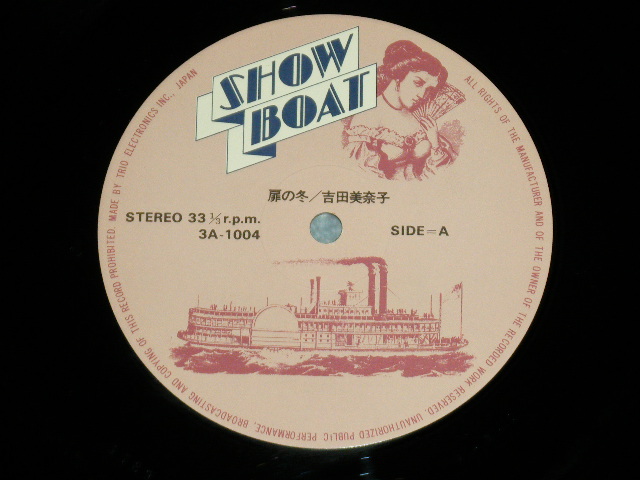 SHOW
BOAT
扉の冬/吉田美奈子
STEREO 33 1/3 r.p.m.
3A-1004
SIDE=A
ALL RIGHTS OF THE MANUFACTURER AND OF THE OWNER OF THE RECORDED WORK RESERVED. UNAUTHORIZED PUBLIC PERFORMANCE, BROADCASTING AND COPYING OF THIS RECORD PROHIBITED. MADE BY TRIO ELECTRONICS INC., JAPAN